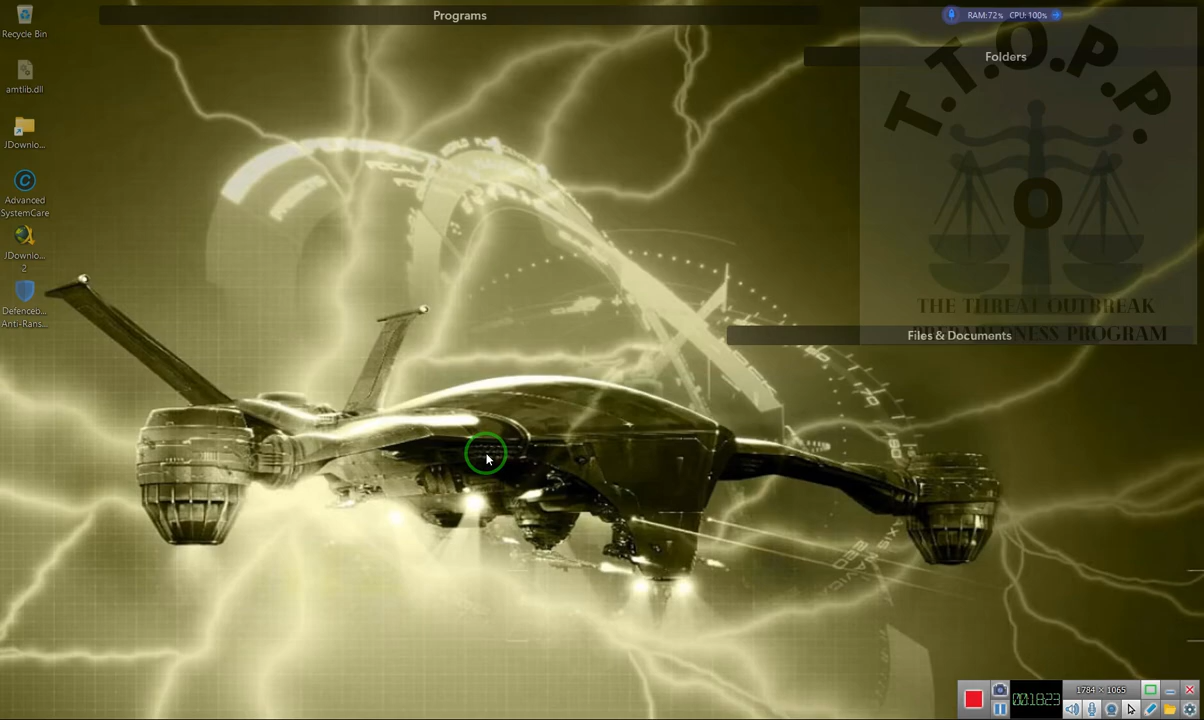 Programs
RAM:72% CPU:100%
Folders
Recycle Bin
amtlib.dll
JDownlo...
Advanced
SystemCare
JDownlo...
2
Defenceb...
Anti-Rans...
T.T.O.P.P.
O
THE THREAT OUTBREAK
PREPAREDNESS PROGRAM
Files & Documents
1784 × 1065
00:18:23